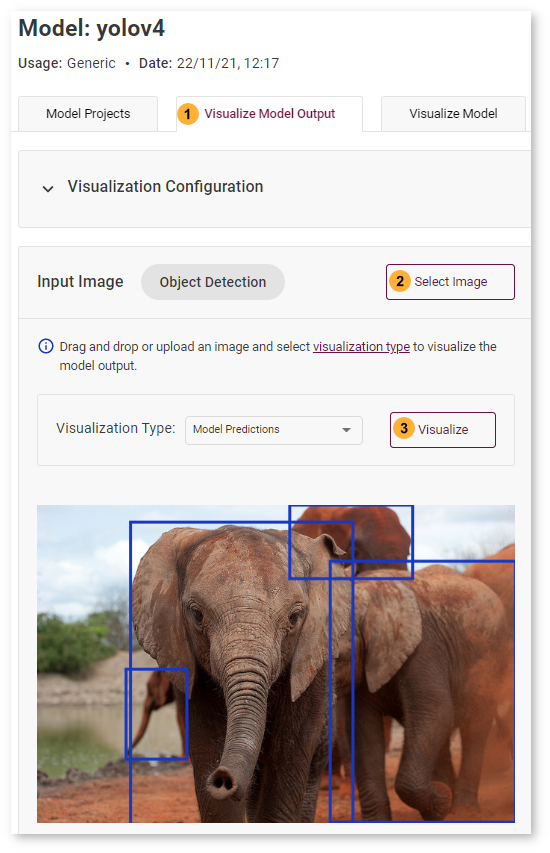 Model: yolov4
Usage: Generic • Date: 22/11/21, 12:17
Model Projects
1 Visualize Model Output
Visualize Model
Visualization Configuration
Input Image
Object Detection
2 Select Image
Drag and drop or upload an image and select visualization type to visualize the
model output.
Visualization Type:
Model Predictions
3 Visualize